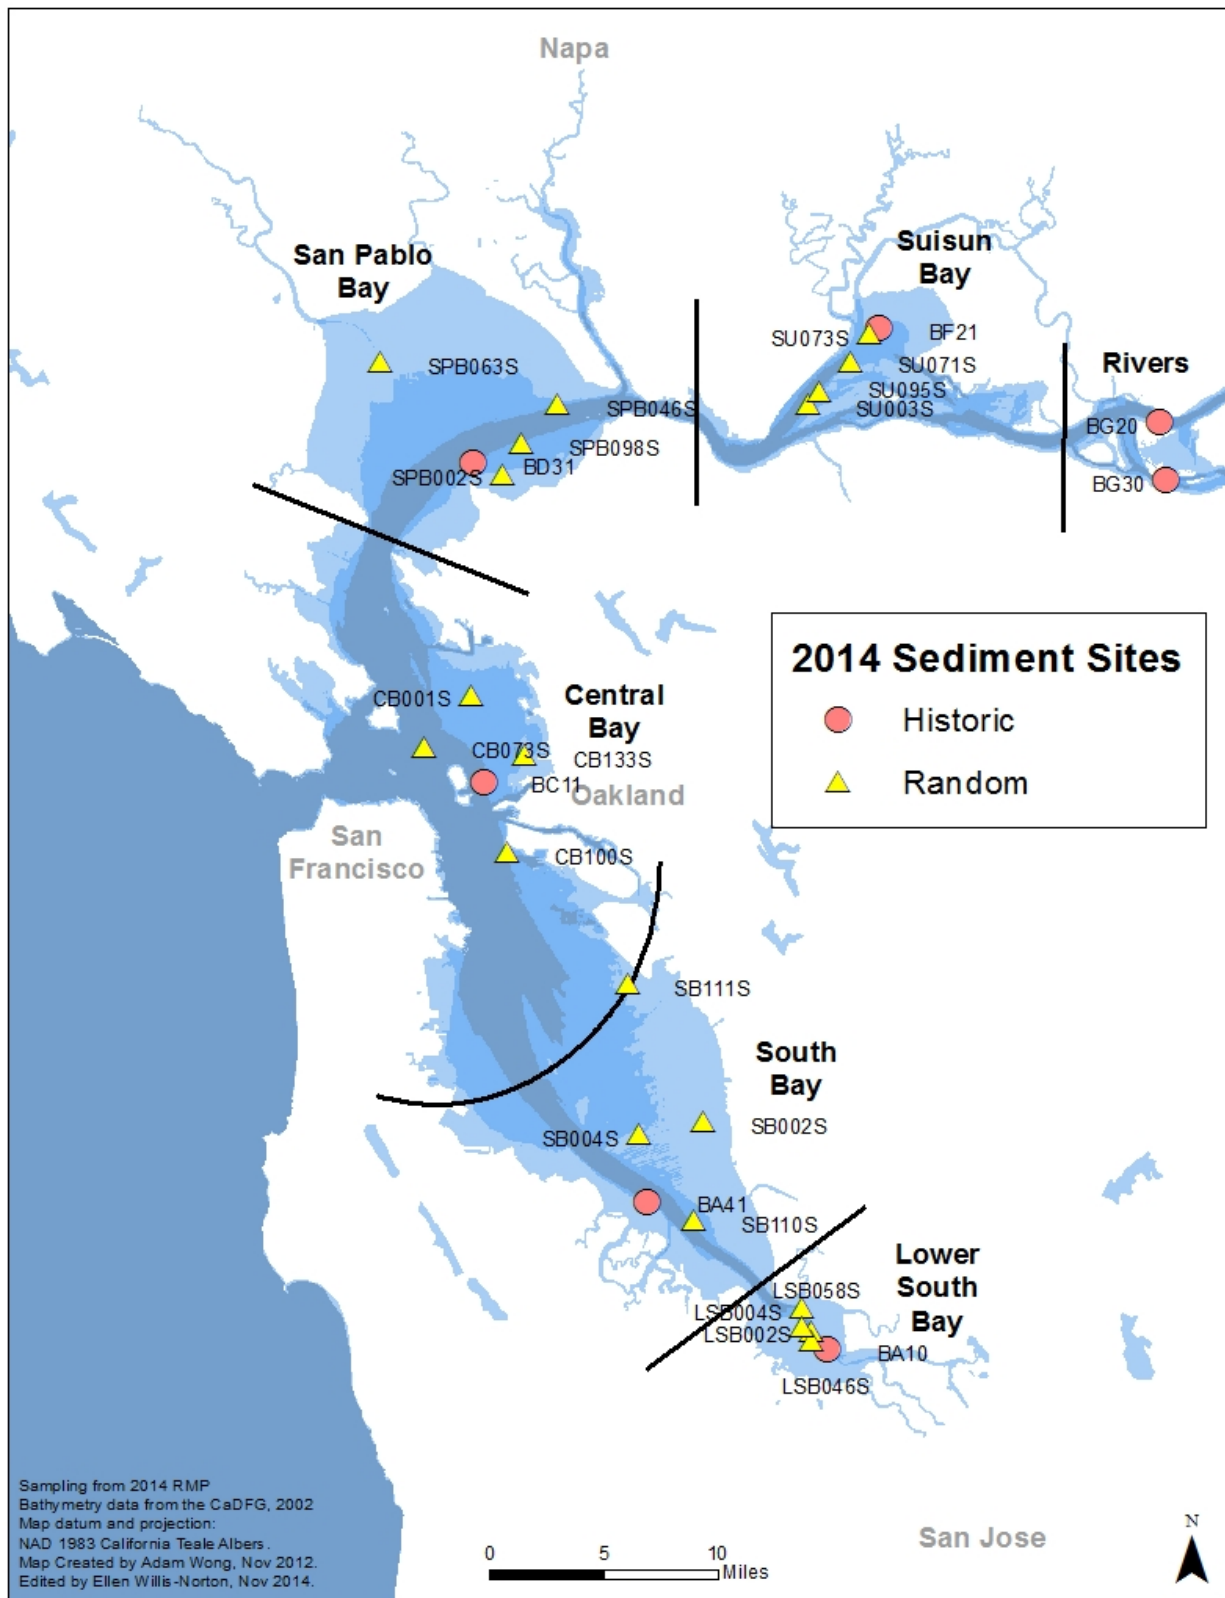 Napa
San Pablo
Bay
Suisun
Bay
SU073S
BF21
SPB063S
SU071S
Rivers
SU095S
SPB046S
SU003S
BG20
SPB098S
BD31
SPB002S
BG30
2014 Sediment Sites
Historic
Random
CB001S
Central
Bay
CB073S
CB133S
BC11
Oakland
San
Francisco
CB100S
SB111S
South
Bay
SB002S
SB004S
BA41
SB110S
Lower
South
Bay
LSB058S
LSB004S
LSB002S
BA10
LSB046S
Sampling from 2014 RMP
Bathymetry data from the CaDFG, 2002
Map datum and projection:
NAD 1983 California Teale Albers.
Map Created by Adam Wong, Nov 2012.
Edited by Ellen Willis-Norton, Nov 2014.
0 5 10
Miles
San Jose
N